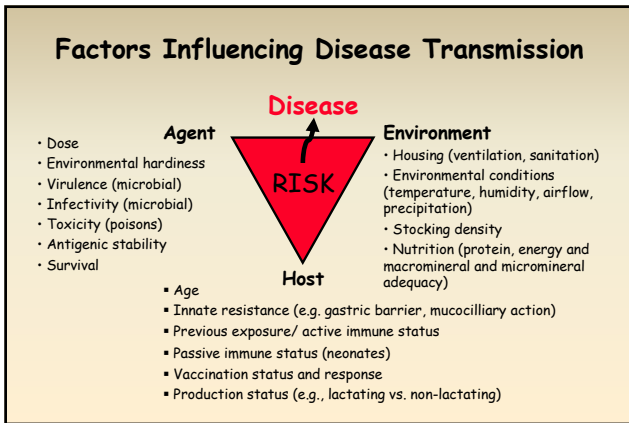 Factors Influencing Disease Transmission
Disease
Agent
• Dose
• Environmental hardiness
• Virulence (microbial)
• Infectivity (microbial)
• Toxicity (poisons)
• Antigenic stability
• Survival
RISK
Environment
• Housing (ventilation, sanitation)
• Environmental conditions
(temperature, humidity, airflow,
precipitation)
• Stocking density
• Nutrition (protein, energy and
macromineral and micromineral
adequacy)
Host
▪ Age
▪ Innate resistance (e.g. gastric barrier, mucocilliary action)
▪ Previous exposure/ active immune status
▪ Passive immune status (neonates)
▪ Vaccination status and response
▪ Production status (e.g., lactating vs. non-lactating)